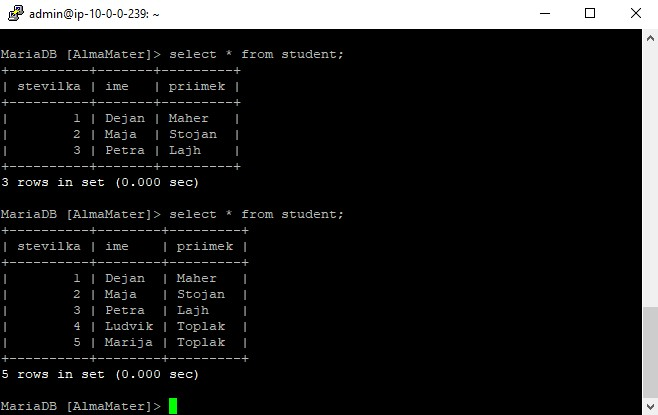 admin@ip-10-0-0-239: ~
MariaDB [AlmaMater]> select * from student;
+----------+-------+---------+
| stevilka | ime   | priimek |
+----------+-------+---------+
|        1 | Dejan | Maher   |
|        2 | Maja  | Stojan  |
|        3 | Petra | Lajh    |
+----------+-------+---------+
3 rows in set (0.000 sec)
MariaDB [AlmaMater]> select * from student;
+----------+--------+---------+
| stevilka | ime    | priimek |
+----------+--------+---------+
|        1 | Dejan  | Maher   |
|        2 | Maja   | Stojan  |
|        3 | Petra  | Lajh    |
|        4 | Ludvik | Toplak  |
|        5 | Marija | Toplak  |
+----------+--------+---------+
5 rows in set (0.000 sec)
MariaDB [AlmaMater]>